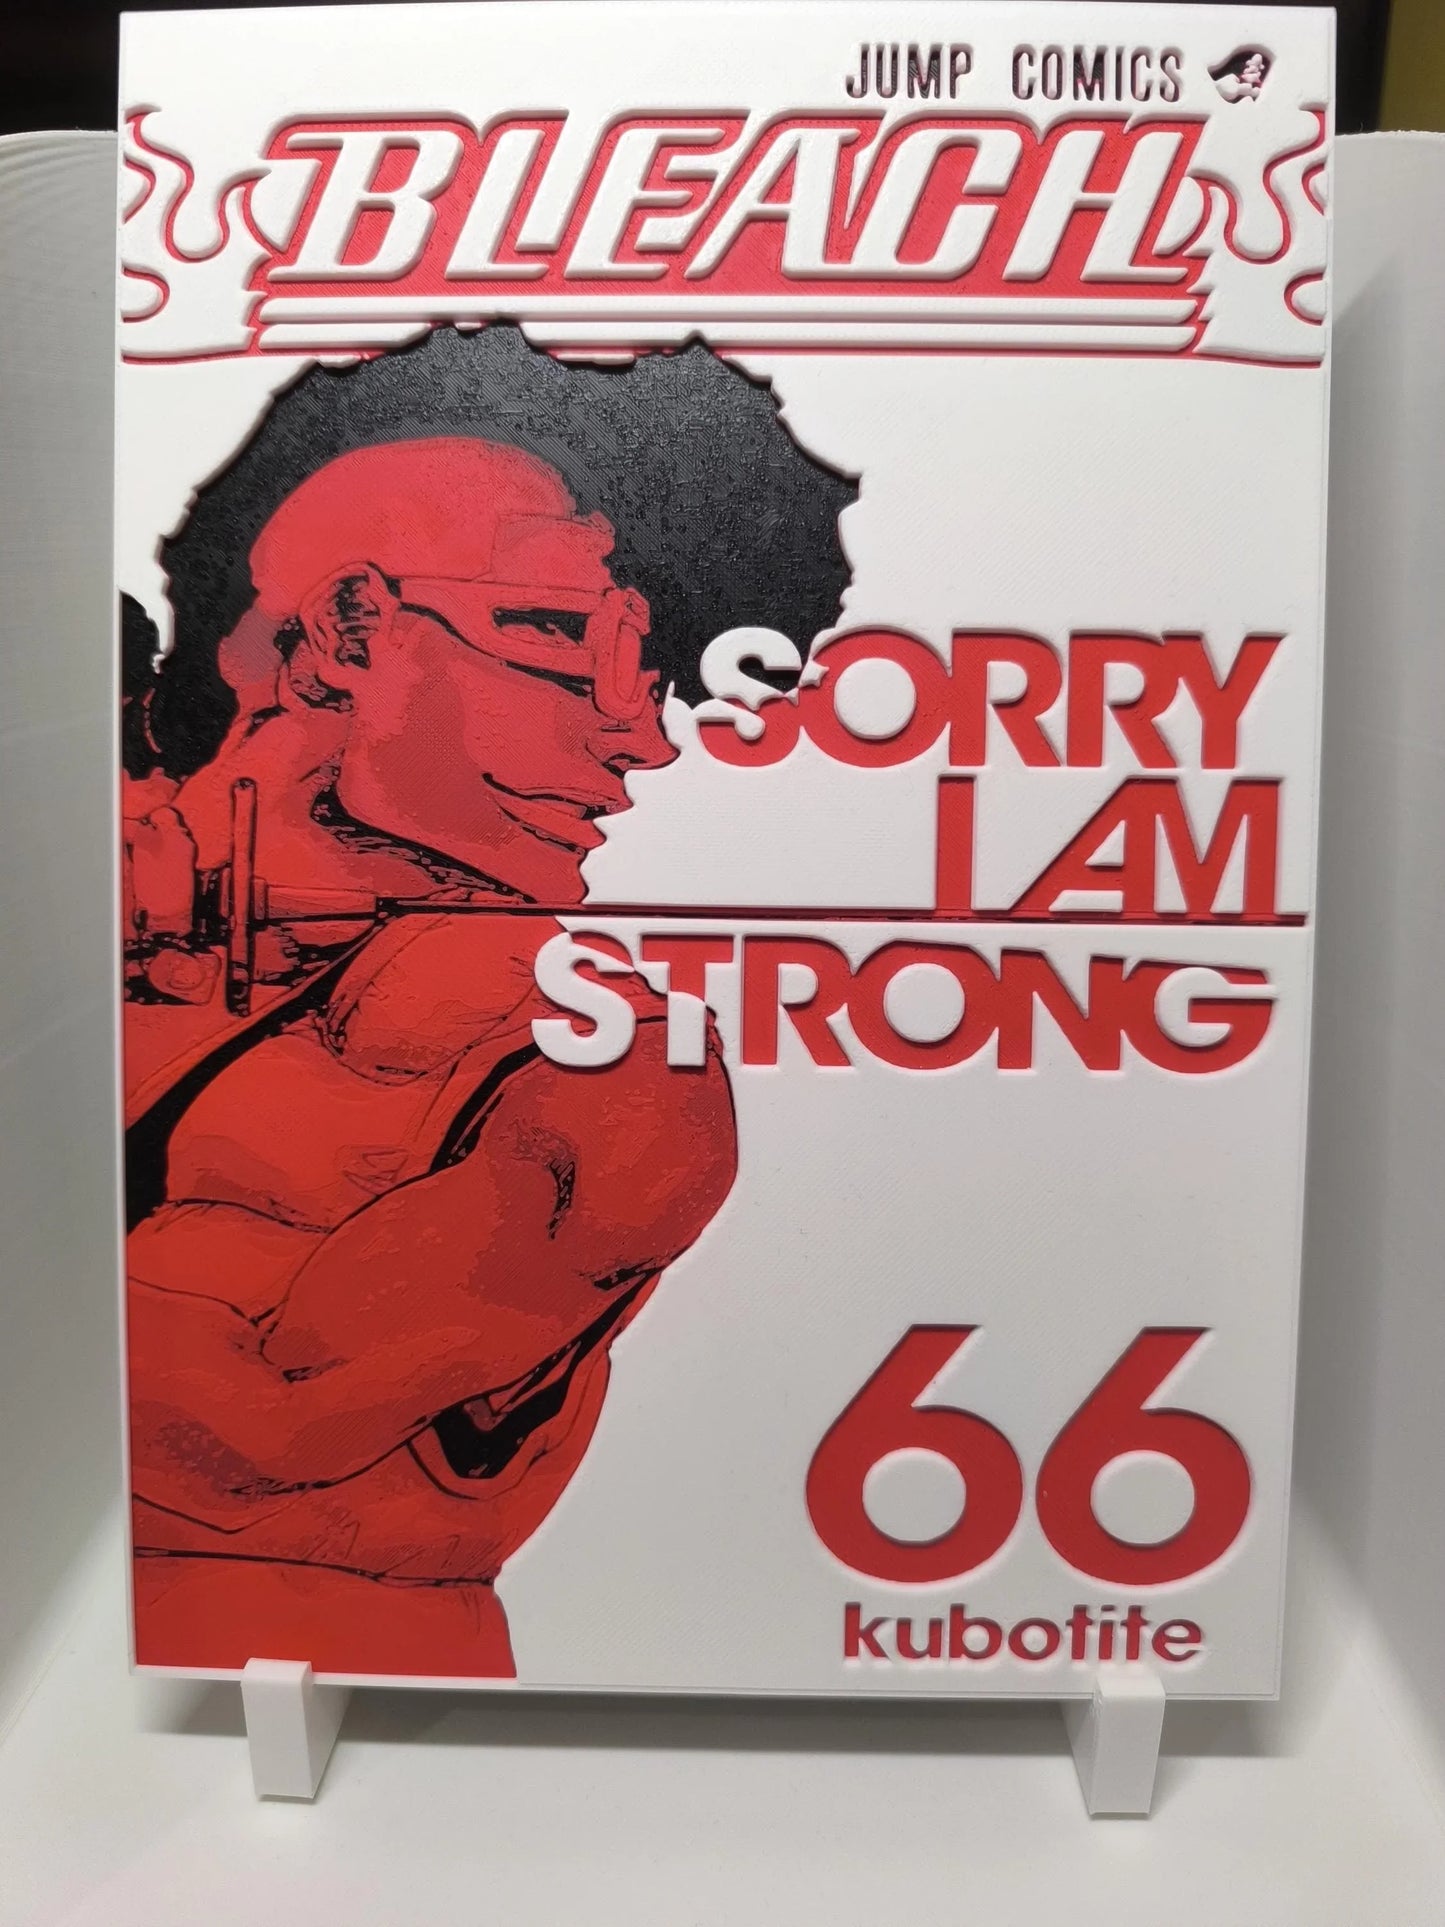 JUMP COMICS
BLEACH
SORRY
I AM
STRONG
66
kubotite